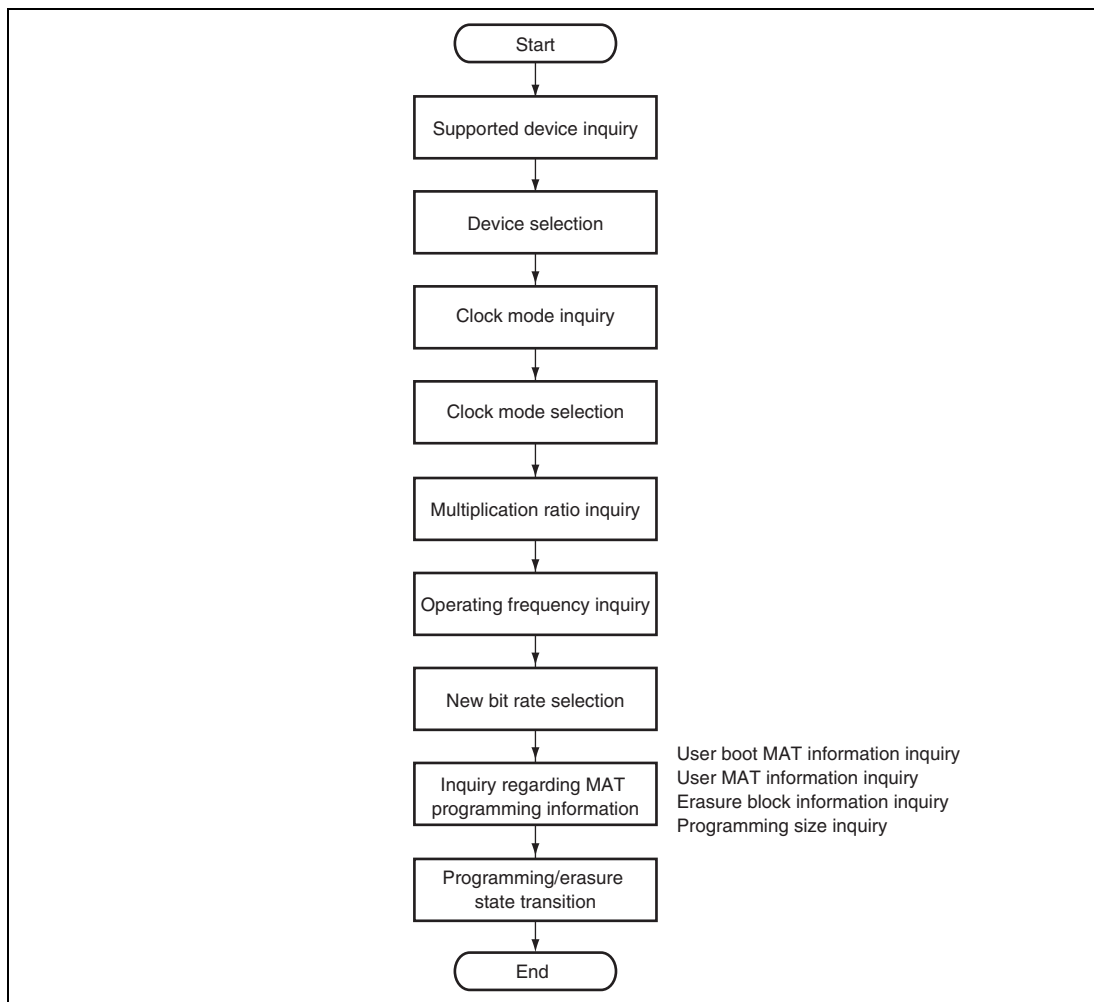 Start
Supported device inquiry
Device selection
Clock mode inquiry
Clock mode selection
Multiplication ratio inquiry
Operating frequency inquiry
New bit rate selection
Inquiry regarding MAT
programming information
User boot MAT information inquiry
User MAT information inquiry
Erasure block information inquiry
Programming size inquiry
Programming/erasure
state transition
End